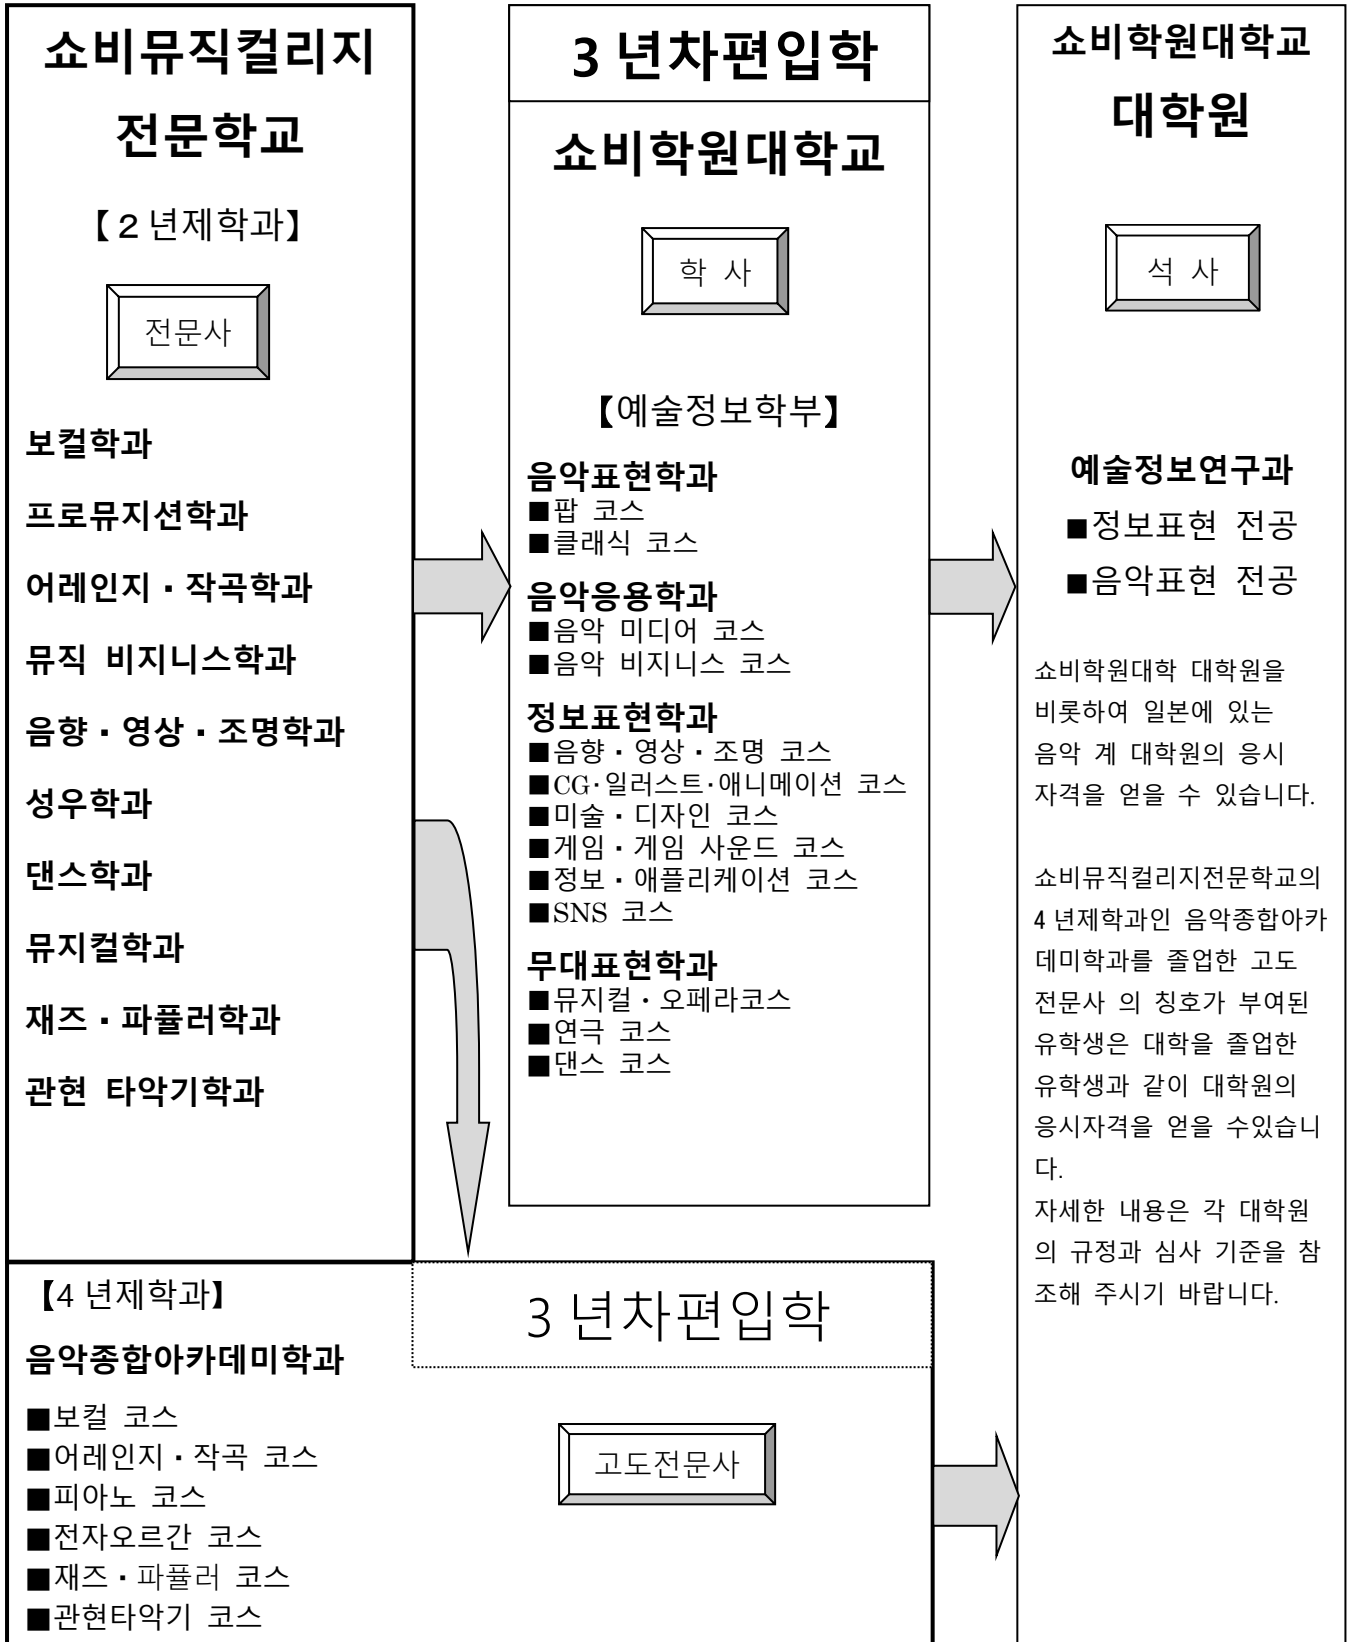 쇼비뮤직컬리지
전문학교
【２년제학과】
전문사
보컬학과
프로뮤지션학과
어레인지・작곡학과
뮤직 비지니스학과
음향・영상・조명학과
성우학과
댄스학과
뮤지컬학과
재즈・파퓰러학과
관현 타악기학과
3 년차편입학
쇼비학원대학교
학 사
【예술정보학부】
음악표현학과
■팝 코스
■클래식 코스
음악응용학과
■음악 미디어 코스
■음악 비지니스 코스
정보표현학과
■음향・영상・조명 코스
■CG·일러스트·애니메이션 코스
■미술・디자인 코스
■게임・게임 사운드 코스
■정보・애플리케이션 코스
■SNS 코스
무대표현학과
■뮤지컬・오페라코스
■연극 코스
■댄스 코스
쇼비학원대학교
대학원
석 사
예술정보연구과
■정보표현 전공
■음악표현 전공
쇼비학원대학 대학원을
비롯하여 일본에 있는
음악 계 대학원의 응시
자격을 얻을 수 있습니다.
쇼비뮤직컬리지전문학교의
4 년제학과인 음악종합아카
데미학과를 졸업한 고도
전문사 의 칭호가 부여된
유학생은 대학을 졸업한
유학생과 같이 대학원의
응시자격을 얻을 수있습니
다.
자세한 내용은 각 대학원
의 규정과 심사 기준을 참
조해 주시기 바랍니다.
【4 년제학과】
음악종합아카데미학과
■보컬 코스
■어레인지・작곡 코스
■피아노 코스
■전자오르간 코스
■재즈・파퓰러 코스
■관현타악기 코스
3 년차편입학
고도전문사